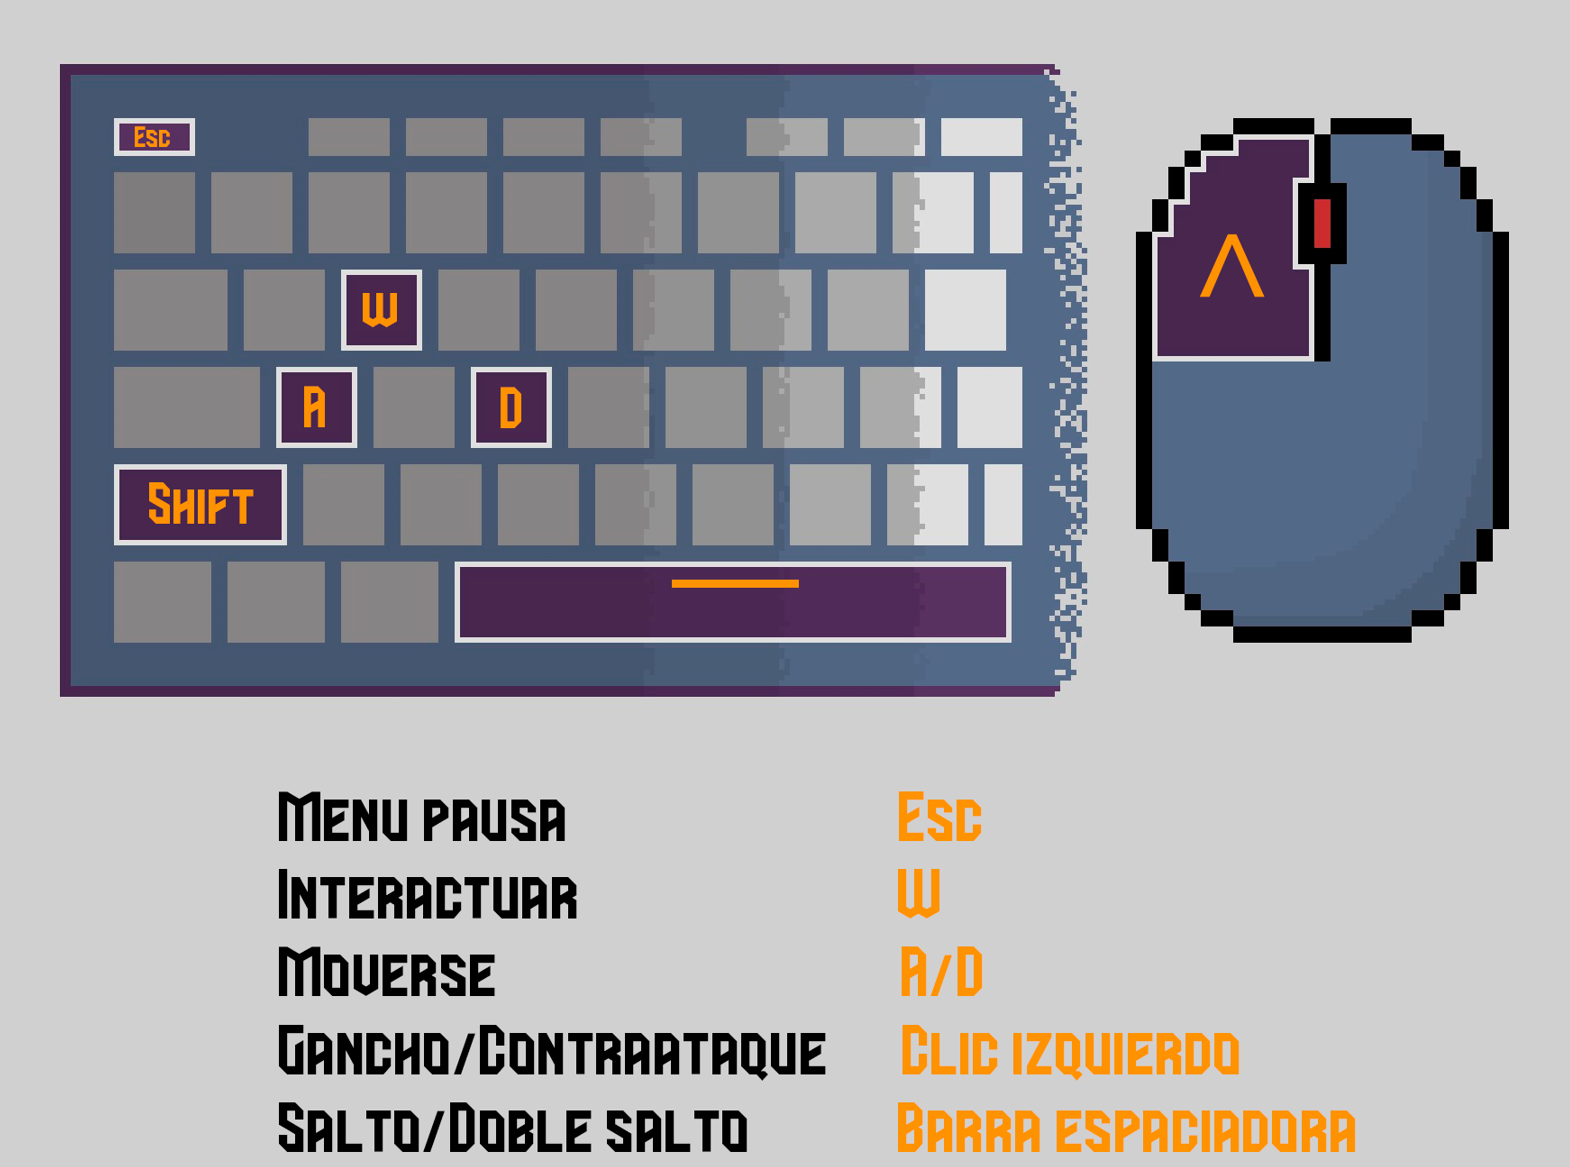 Esc
W
A D
Shift
^
Menu pausa Esc
Interactuar W
Moverse A/D
Gancho/Contraataque Clic izquierdo
Salto/Doble salto Barra espaciadora